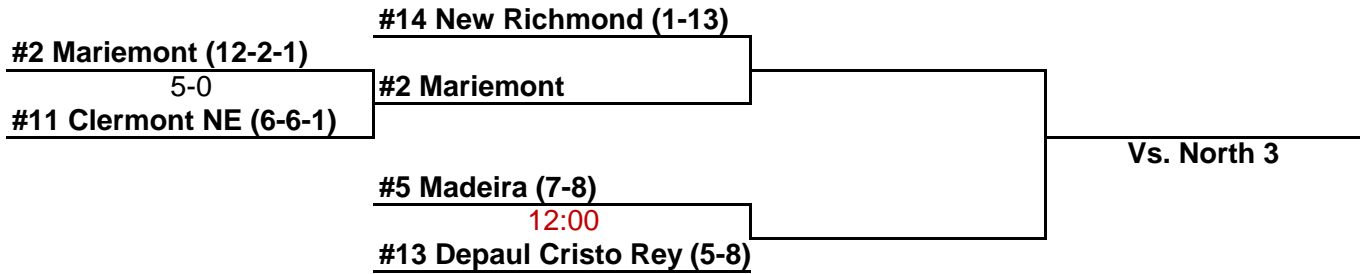 #14 New Richmond (1-13)
#2 Mariemont (12-2-1)
5-0
#2 Mariemont
#11 Clermont NE (6-6-1)
Vs. North 3
#5 Madeira (7-8)
12:00
#13 Depaul Cristo Rey (5-8)